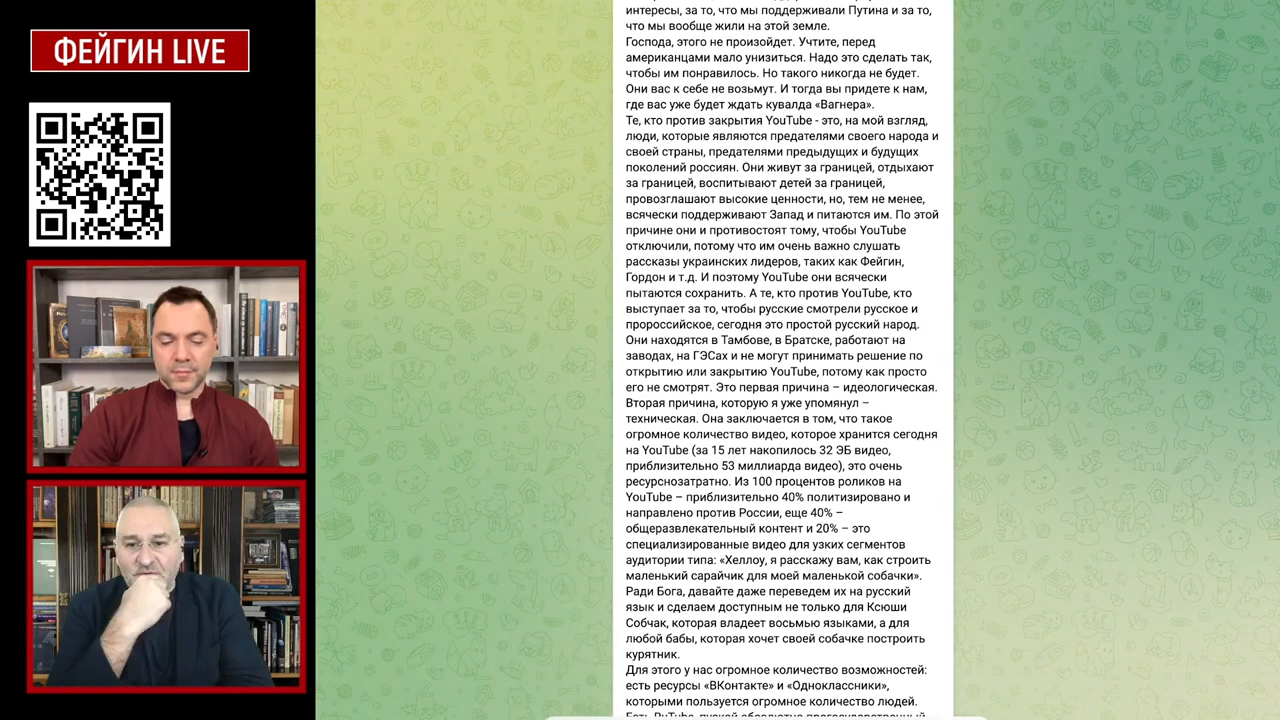 ФЕЙГИН LIVE
интересы, за то, что мы поддерживали Путина и за то,
что мы вообще жили на этой земле.
Господа, этого не произойдет. Учтите, перед
американцами мало унизиться. Надо это сделать так,
чтобы им понравилось. Но такого никогда не будет.
Они вас к себе не возьмут. И тогда вы придете к нам,
где вас уже будет ждать кувалда «Вагнера».
Те, кто против закрытия YouTube - это, на мой взгляд,
люди, которые являются предателями своего народа и
своей страны, предателями предыдущих и будущих
поколений россиян. Они живут за границей, отдыхают
за границей, воспитывают детей за границей,
провозглашают высокие ценности, но, тем не менее,
всячески поддерживают Запад и питаются им. По этой
причине они и противостоят тому, чтобы YouTube
отключили, потому что им очень важно слушать
рассказы украинских лидеров, таких как Фейгин,
Гордон и т.д. И поэтому YouTube они всячески
пытаются сохранить. А те, кто против YouTube, кто
выступает за то, чтобы русские смотрели русское и
пророссийское, сегодня это простой русский народ.
Они находятся в Тамбове, в Братске, работают на
заводах, на ГЭСах и не могут принимать решение по
открытию или закрытию YouTube, потому как просто
его не смотрят. Это первая причина – идеологическая.
Вторая причина, которую я уже упомянул –
техническая. Она заключается в том, что такое
огромное количество видео, которое хранится сегодня
на YouTube (за 15 лет накопилось 32 ЭБ видео,
приблизительно 53 миллиарда видео), это очень
ресурсозатратно. Из 100 процентов роликов на
YouTube – приблизительно 40% политизировано и
направлено против России, еще 40% –
общеразвлекательный контент и 20% – это
специализированные видео для узких сегментов
аудитории типа: «Хеллоу, я расскажу вам, как строить
маленький сарайчик для моей маленькой собачки».
Ради Бога, давайте даже переведем их на русский
язык и сделаем доступным не только для Ксюши
Собчак, которая владеет восьмью языками, а для
любой бабы, которая хочет своей собачке построить
курятник.
Для этого у нас огромное количество возможностей:
есть ресурсы «ВКонтакте» и «Одноклассники»,
которыми пользуется огромное количество людей.